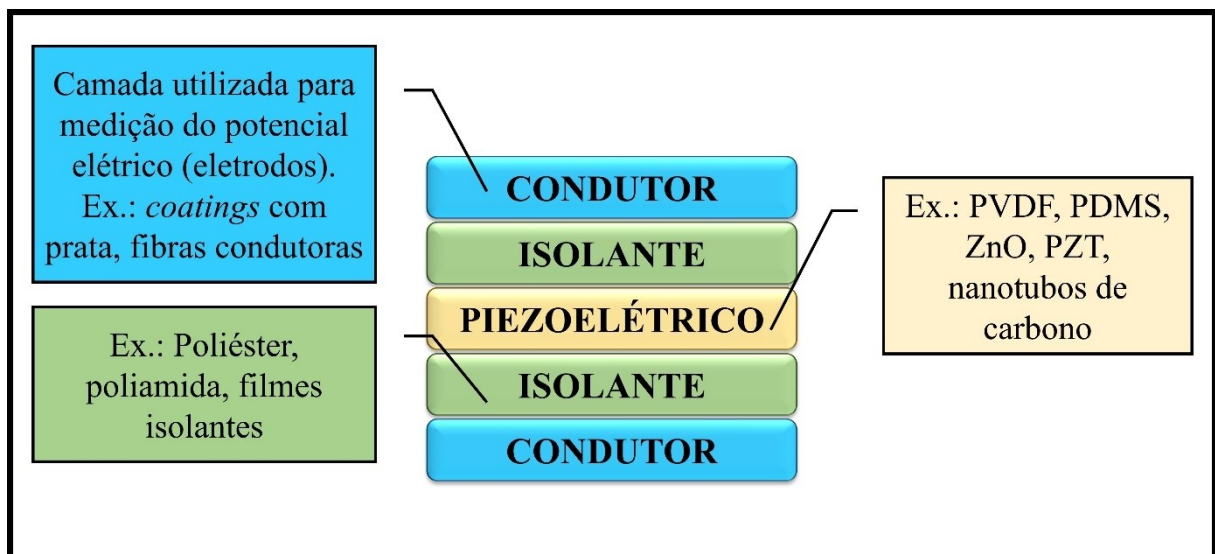 Camada utilizada para
medição do potencial
elétrico (eletrodos).
Ex.: coatings com
prata, fibras condutoras
Ex.: Poliéster,
poliamida, filmes
isolantes
CONDUTOR
ISOLANTE
PIEZOELÉTRICO
ISOLANTE
CONDUTOR
Ex.: PVDF, PDMS,
ZnO, PZT,
nanotubos de
carbono